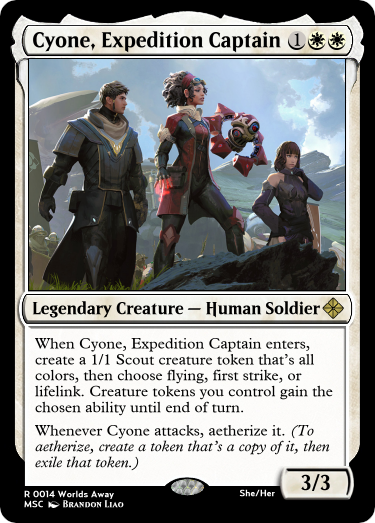 Cyone, Expedition Captain 1
Legendary Creature — Human Soldier
When Cyone, Expedition Captain enters,
create a 1/1 Scout creature token that's all
colors, then choose flying, first strike, or
lifelink. Creature tokens you control gain the
chosen ability until end of turn.
Whenever Cyone attacks, aetherize it. (To
aetherize, create a token that's a copy of it, then
exile that token.)
3/3
R 0014 Worlds Away She/Her
MSC Brandon Liao